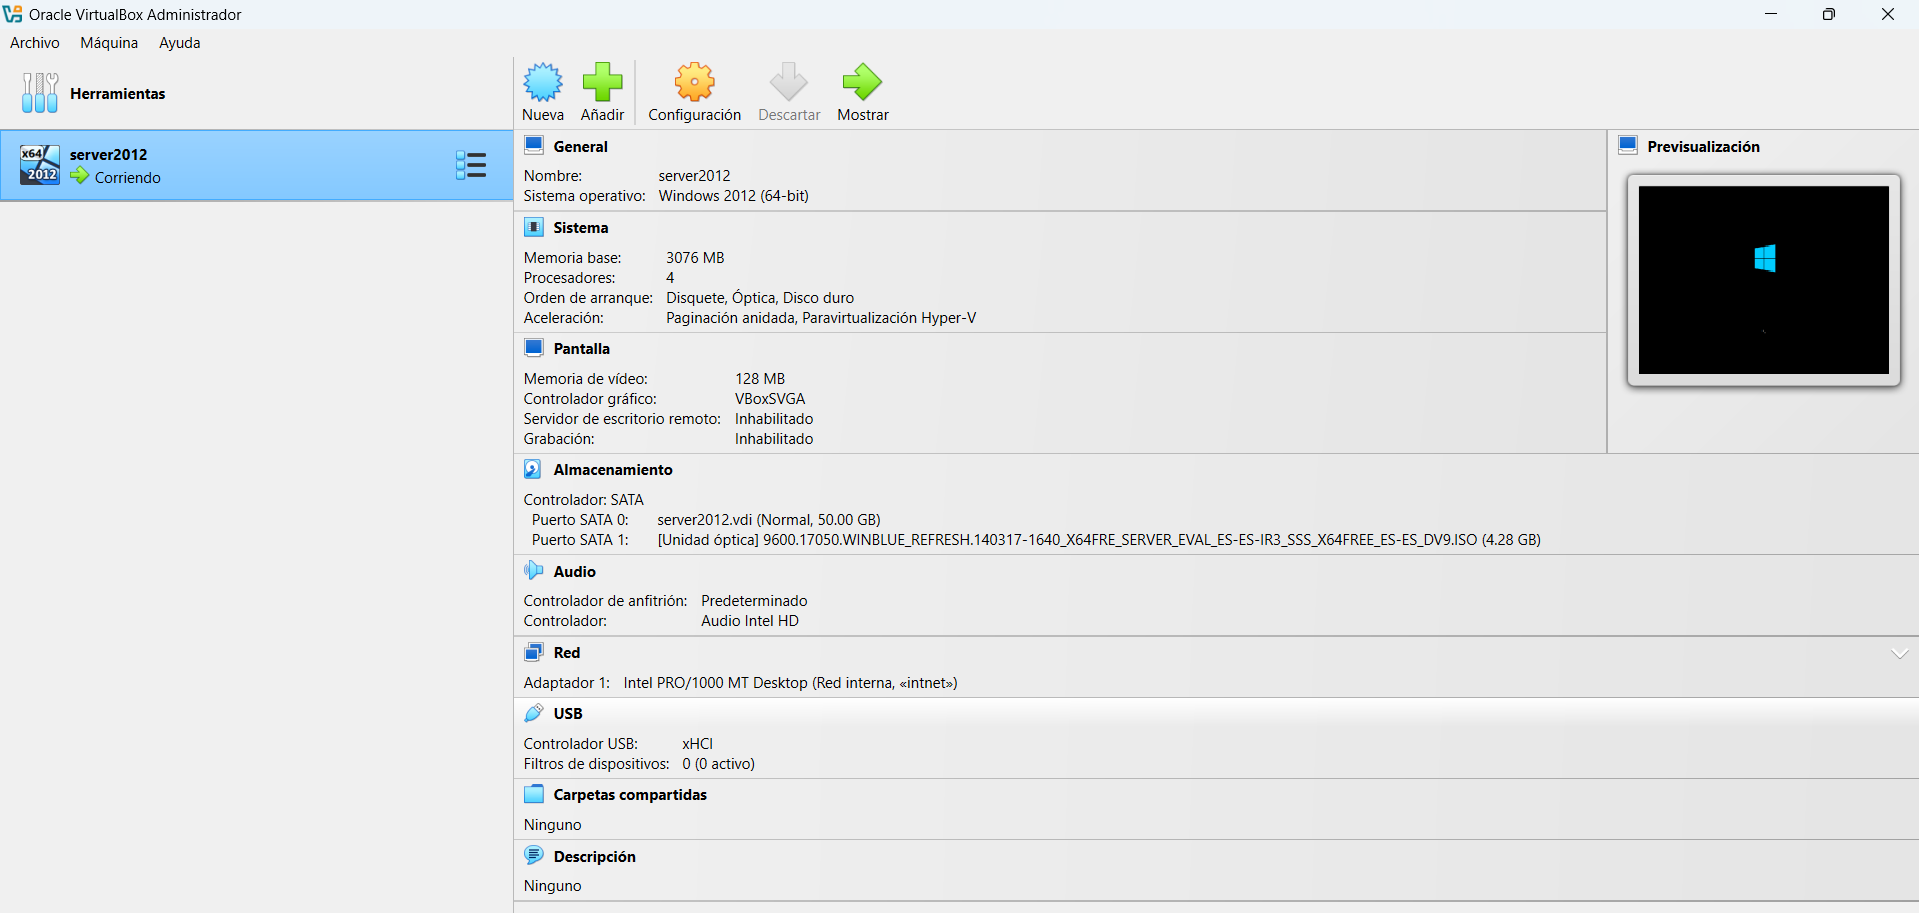 Oracle VirtualBox Administrador
Archivo Máquina Ayuda
Herramientas
x64
2012
server2012
Corriendo
Nueva Añadir Configuración Descartar Mostrar
General
Nombre: server2012
Sistema operativo: Windows 2012 (64-bit)
Sistema
Memoria base: 3076 MB
Procesadores: 4
Orden de arranque: Disquete, Óptica, Disco duro
Aceleración: Paginación anidada, Paravirtualización Hyper-V
Pantalla
Memoria de vídeo: 128 MB
Controlador gráfico: VBoxSVGA
Servidor de escritorio remoto: Inhabilitado
Grabación: Inhabilitado
Previsualización
Almacenamiento
Controlador: SATA
Puerto SATA 0: server2012.vdi (Normal, 50.00 GB)
Puerto SATA 1: [Unidad óptica] 9600.17050.WINBLUE_REFRESH.140317-1640_X64FRE_SERVER_EVAL_ES-ES-IR3_SSS_X64FREE_ES-ES_DV9.ISO (4.28 GB)
Audio
Controlador de anfitrión: Predeterminado
Controlador: Audio Intel HD
Red
Adaptador 1: Intel PRO/1000 MT Desktop (Red interna, «intnet»)
USB
Controlador USB: xHCI
Filtros de dispositivos: 0 (0 activo)
Carpetas compartidas
Ninguno
Descripción
Ninguno